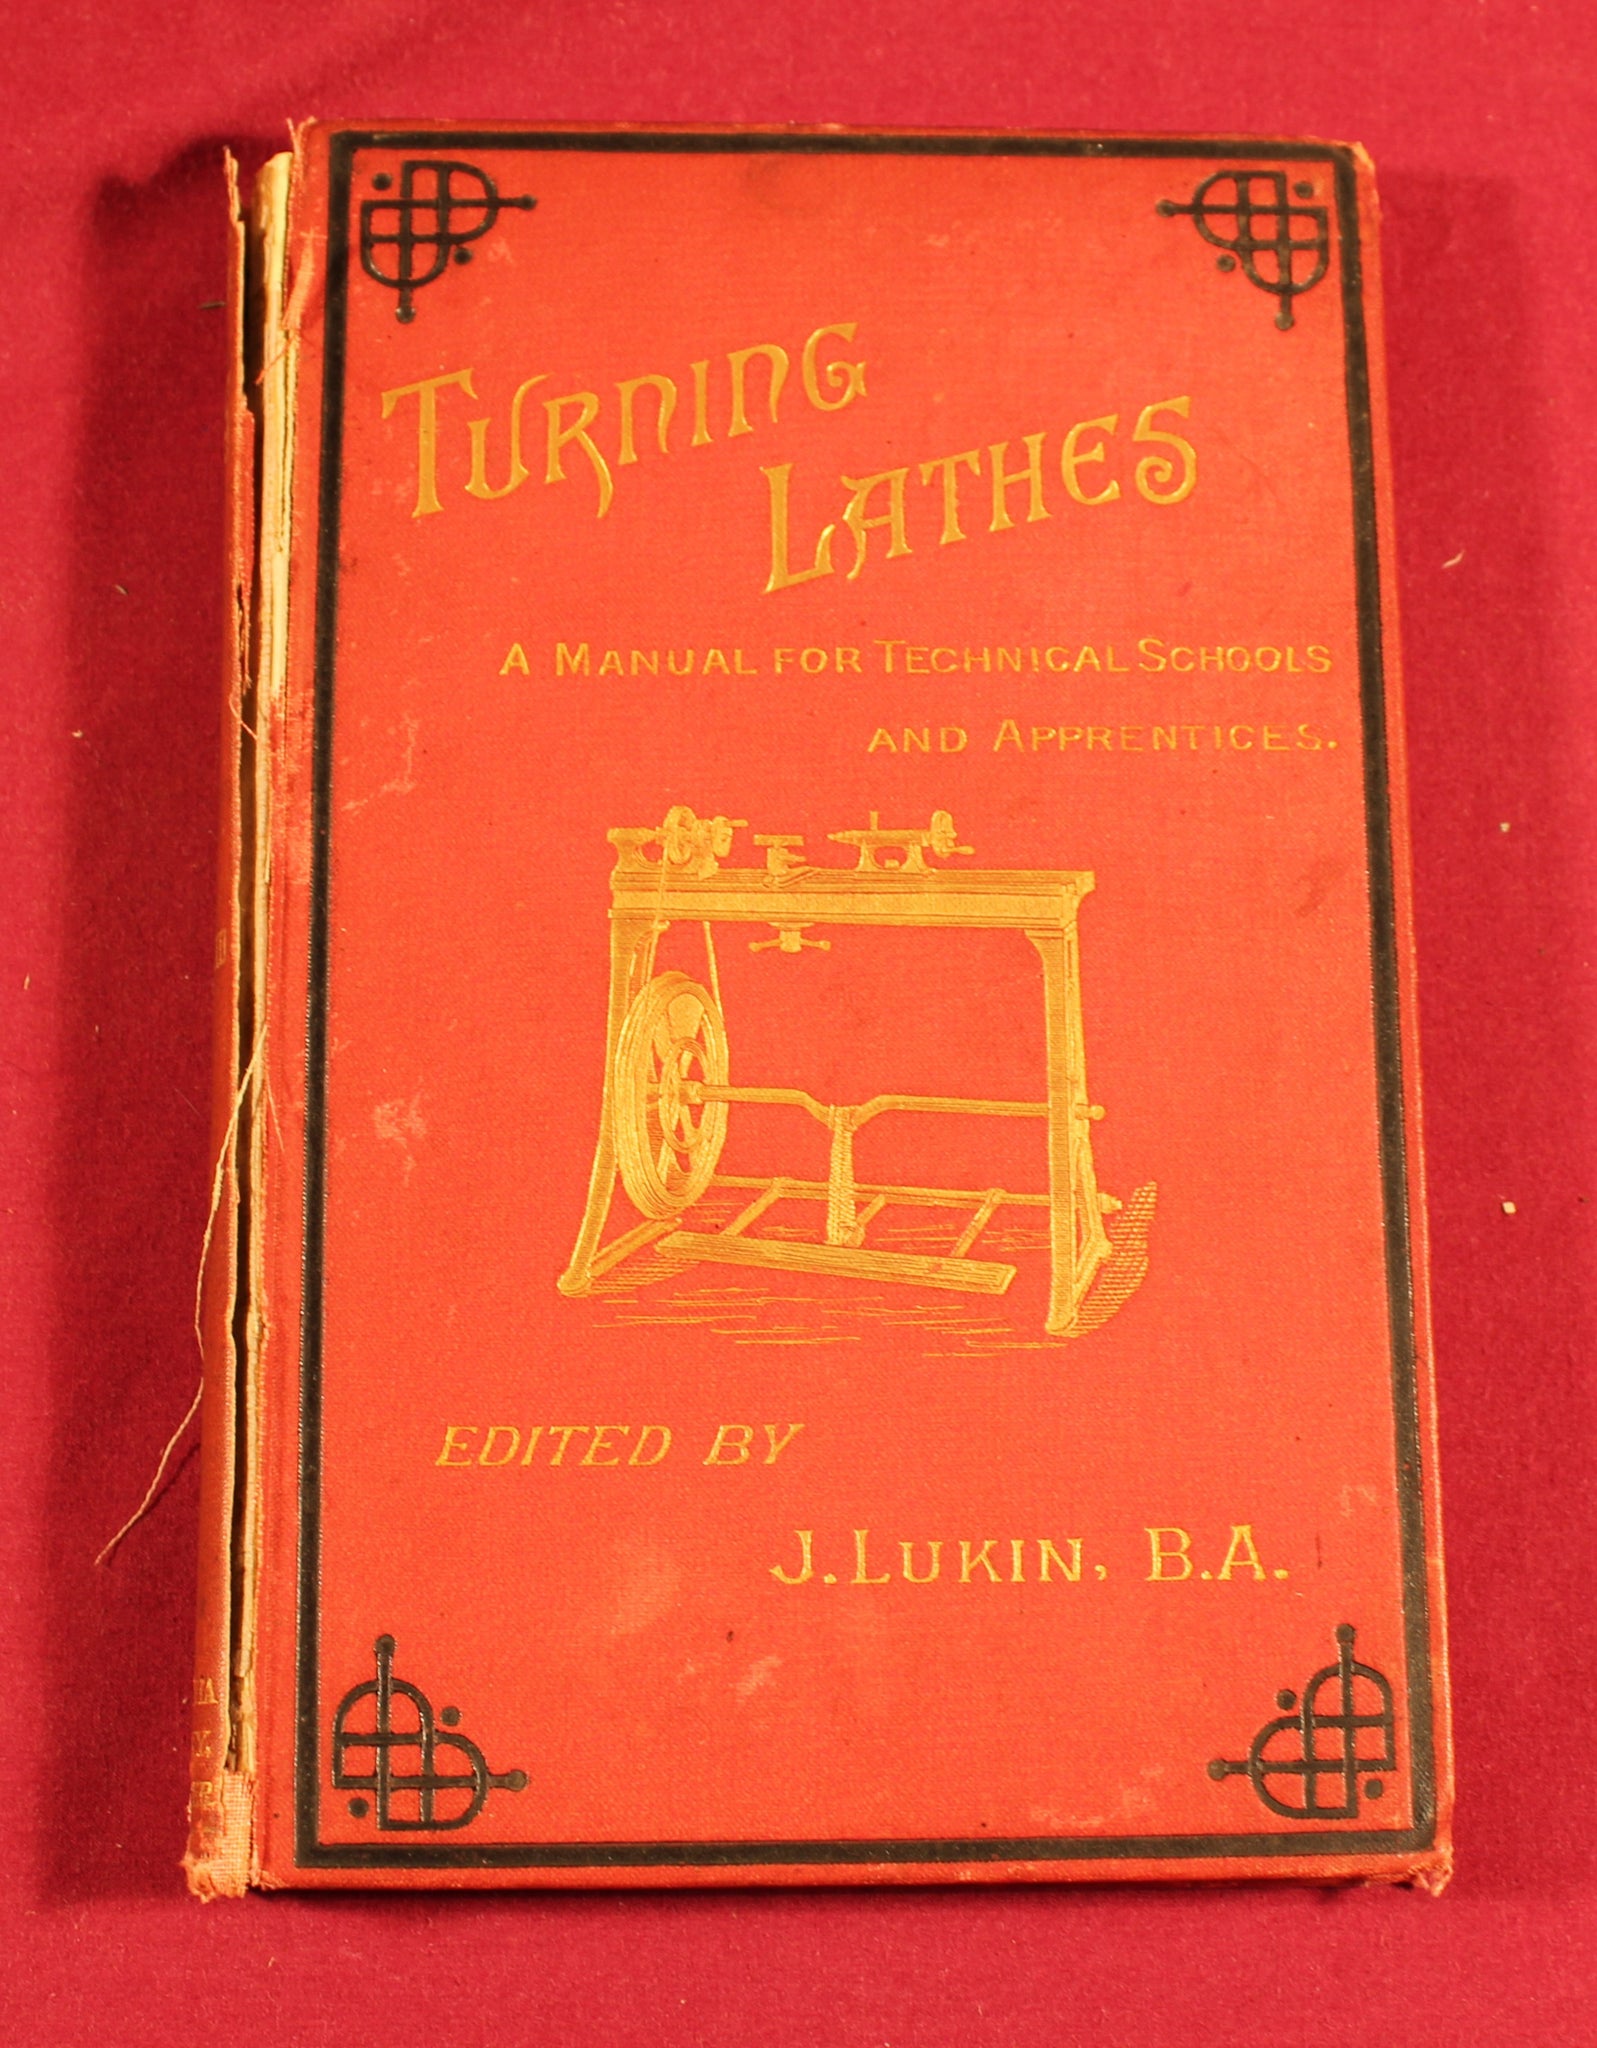 TURNING
LATHES
A MANUAL FOR TECHNICAL SCHOOLS
AND APPRENTICES.
EDITED BY
J. LUKIN, B.A.